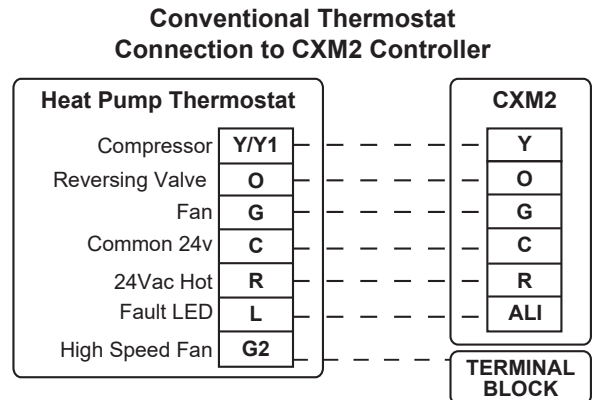 Conventional Thermostat
Connection to CXM2 Controller
Heat Pump Thermostat
CXM2
Compressor Y/Y1 Y
Reversing Valve O O
Fan G G
Common 24v C C
24Vac Hot R R
Fault LED L ALI
High Speed Fan G2
TERMINAL
BLOCK